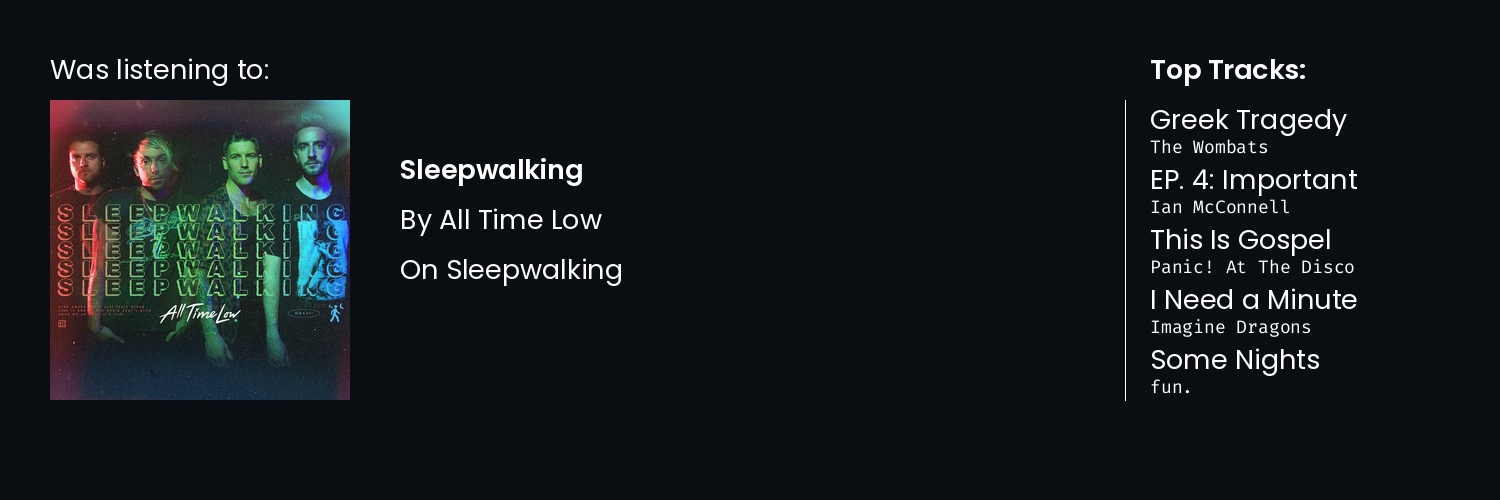 Was listening to:
SLEEPWALKING
SLEEPWALKING
SLEEPWALKING
SLEEPWALKING
SLEEPWALKING
All Time Low
Sleepwalking
By All Time Low
On Sleepwalking
Top Tracks:
Greek Tragedy
The Wombats
EP. 4: Important
Ian McConnell
This Is Gospel
Panic! At The Disco
I Need a Minute
Imagine Dragons
Some Nights
fun.